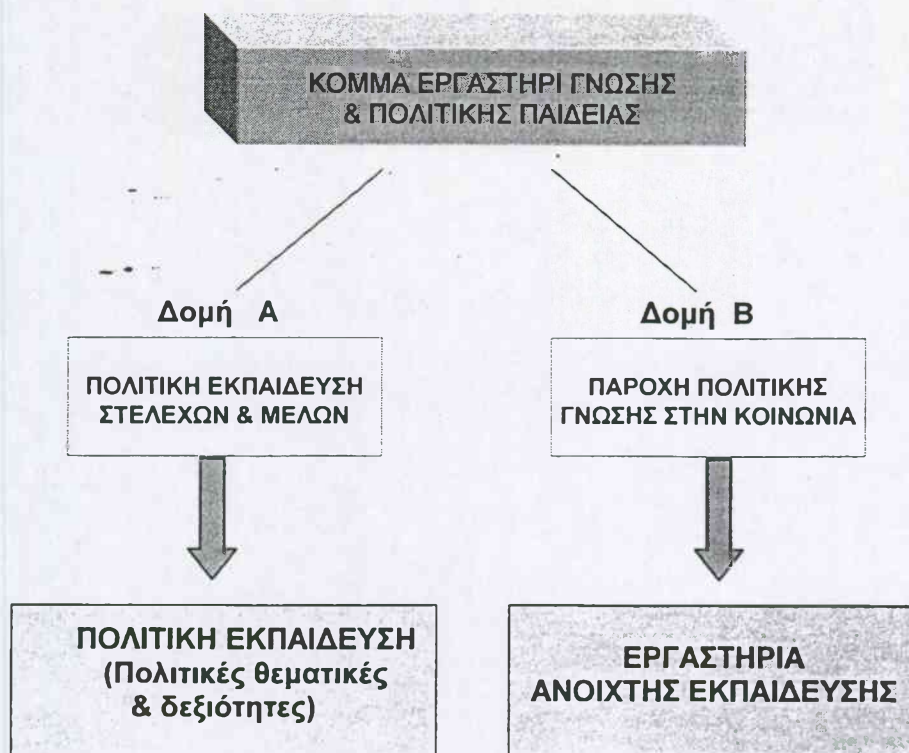 ΚΟΜΜΑ ΕΡΓΑΣΤΗΡΙ ΓΝΩΣΗΣ
& ΠΟΛΙΤΙΚΗΣ ΠΑΙΔΕΙΑΣ
Δομή Α
ΠΟΛΙΤΙΚΗ ΕΚΠΑΙΔΕΥΣΗ
ΣΤΕΛΕΧΩΝ & ΜΕΛΩΝ
ΠΟΛΙΤΙΚΗ ΕΚΠΑΙΔΕΥΣΗ
(Πολιτικές θεματικές
& δεξιότητες)
Δομή Β
ΠΑΡΟΧΗ ΠΟΛΙΤΙΚΗΣ
ΓΝΩΣΗΣ ΣΤΗΝ ΚΟΙΝΩΝΙΑ
ΕΡΓΑΣΤΗΡΙΑ
ΑΝΟΙΧΤΗΣ ΕΚΠΑΙΔΕΥΣΗΣ